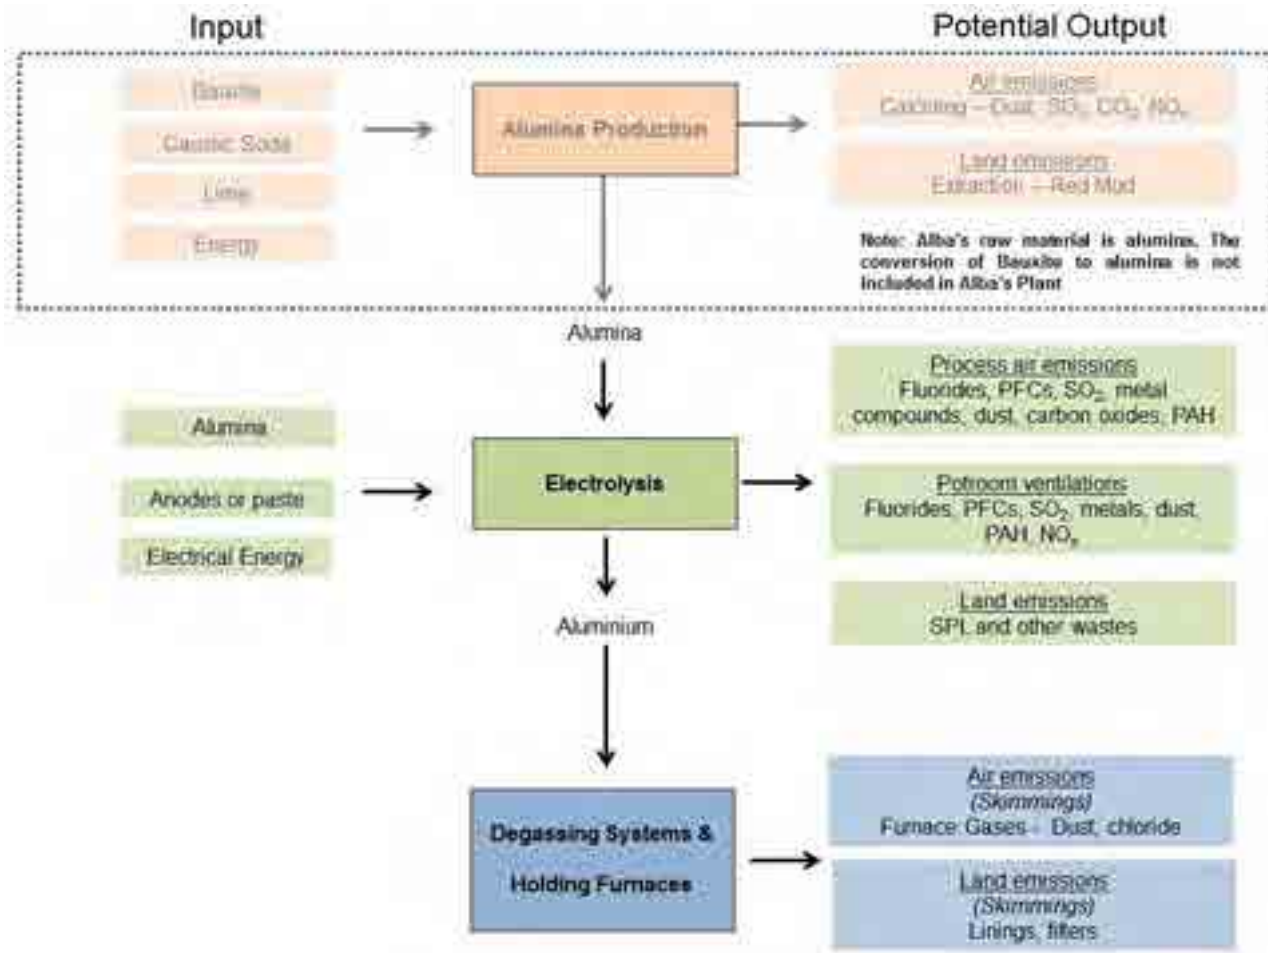 Input
Potential Output
Bauxite
Caustic Soda
Lime
Energy
Alumina Production
Air emissions
Calcining – Dust, SO₂, CO₂, NOₓ
Land emissions
Extraction – Red Mud
Note: Alba's raw material is alumina. The
conversion of Bauxite to alumina is not
included in Alba's Plant
Alumina
Alumina
Anodes or paste
Electrical Energy
Electrolysis
Process air emissions
Fluorides, PFCs, SO₂, metal
compounds, dust, carbon oxides, PAH
Potroom ventilations
Fluorides, PFCs, SO₂, metals, dust,
PAH, NOₓ
Land emissions
SPL and other wastes
Aluminium
Degassing Systems &
Holding Furnaces
Air emissions
(Skimmings)
Furnace Gases - Dust, chloride
Land emissions
(Skimmings)
Linings, filters